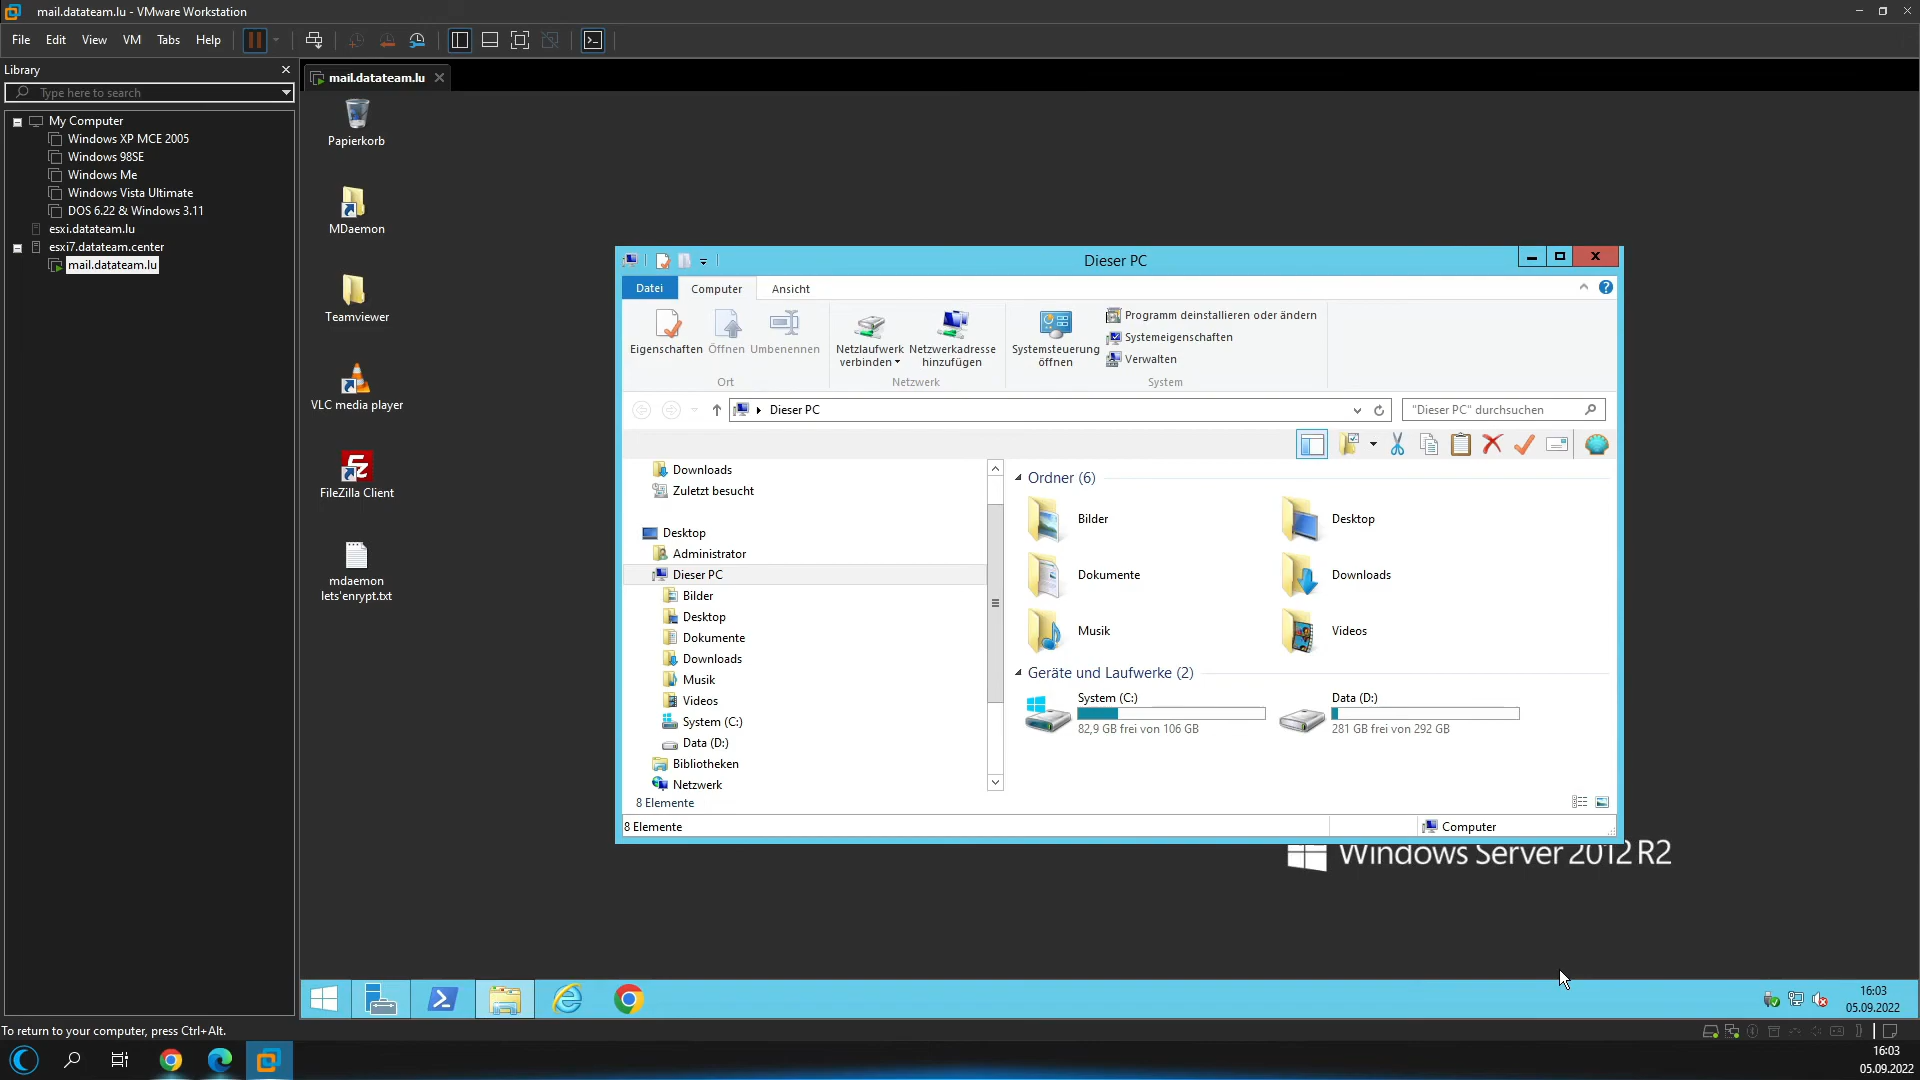 mail.datateam.lu - VMware Workstation
File Edit View VM Tabs Help
Library
Type here to search
My Computer
Windows XP MCE 2005
Windows 98SE
Windows Me
Windows Vista Ultimate
DOS 6.22 & Windows 3.11
esxi.datateam.lu
esxi7.datateam.center
mail.datateam.lu
mail.datateam.lu
Papierkorb
MDaemon
Teamviewer
VLC media player
FileZilla Client
mdaemon
lets'enrypt.txt
Dieser PC
Datei Computer Ansicht
Eigenschaften Öffnen Umbenennen
Ort
Netzlaufwerk
verbinden
Netzwerkadresse
hinzufügen
Netzwerk
Systemsteuerung
öffnen
Programm deinstallieren oder ändern
Systemeigenschaften
Verwalten
System
Dieser PC
"Dieser PC" durchsuchen
Downloads
Zuletzt besucht
Desktop
Administrator
Dieser PC
Bilder
Desktop
Dokumente
Downloads
Musik
Videos
System (C:)
Data (D:)
Bibliotheken
Netzwerk
8 Elemente
Ordner (6)
Bilder
Desktop
Dokumente
Downloads
Musik
Videos
Geräte und Laufwerke (2)
System (C:)
82,9 GB frei von 106 GB
Data (D:)
281 GB frei von 292 GB
8 Elemente
Computer
Windows Server 2012 R2
16:03
05.09.2022
To return to your computer, press Ctrl+Alt.
16:03
05.09.2022